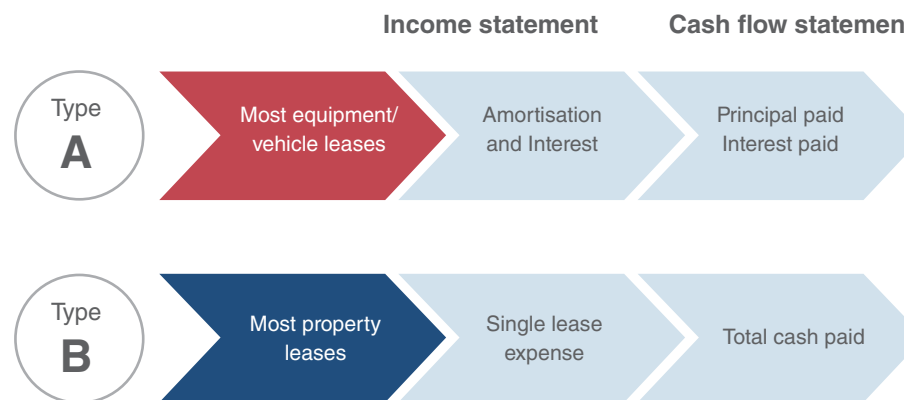 Income statement
Cash flow statemen
Type
A
Most equipment/
vehicle leases
Amortisation
and Interest
Principal paid
Interest paid
Type
B
Most property
leases
Single lease
expense
Total cash paid